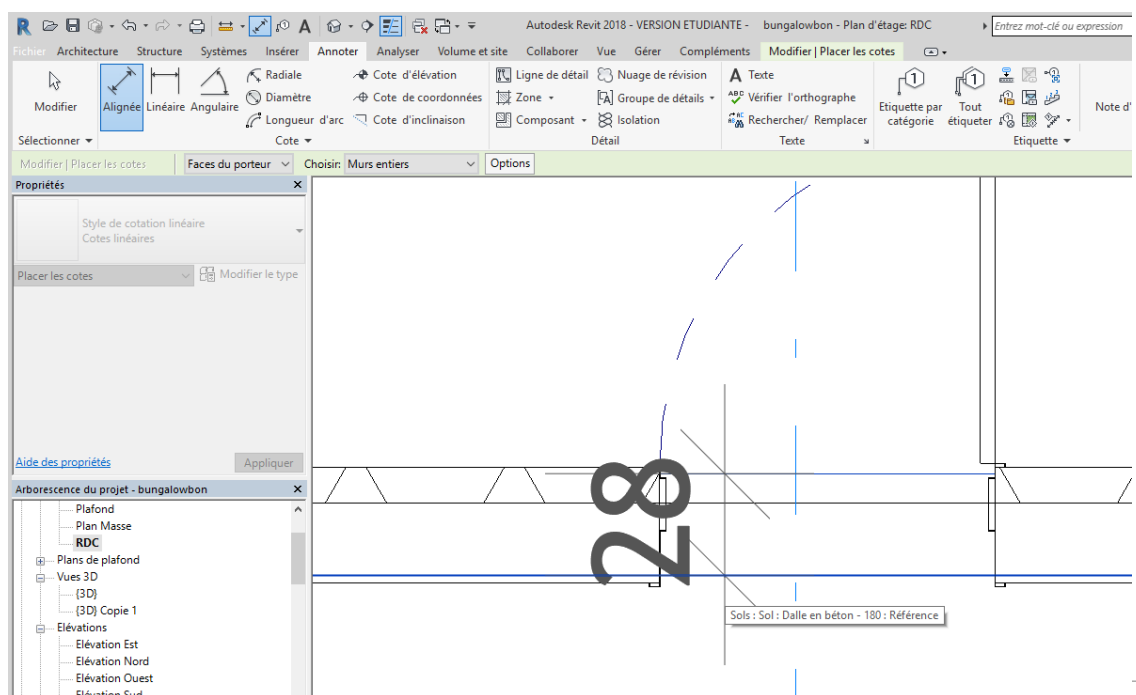 R A Autodesk Revit 2018 - VERSION ETUDIANTE - bungalowbon - Plan d'étage: RDC Entrez mot-clé ou expression
Fichier Architecture Structure Systèmes Insérer Annoter Analyser Volume et site Collaborer Vue Gérer Compléments Modifier | Placer les cotes
Modifier Alignée Linéaire Angulaire Radiale Cote d'élévation Ligne de détail Nuage de révision A Texte Etiquette par catégorie Tout étiqueter Note d'
Diamètre Cote de coordonnées Zone Groupe de détails ABC Vérifier l'orthographe
Longueur d'arc Cote d'inclinaison Composant Isolation Rechercher/ Remplacer
Sélectionner Cote Détail Texte Etiquette
Modifier | Placer les cotes Faces du porteur Choisir: Murs entiers Options
Propriétés
Style de cotation linéaire
Cotes linéaires
Placer les cotes Modifier le type
Aide des propriétés Appliquer
Arborescence du projet - bungalowbon
Plafond
Plan Masse
RDC
Plans de plafond
Vues 3D
{3D}
{3D} Copie 1
Elévations
Elévation Est
Elévation Nord
Elévation Ouest
Elévation Sud
28
Sols : Sol : Dalle en béton - 180 : Référence